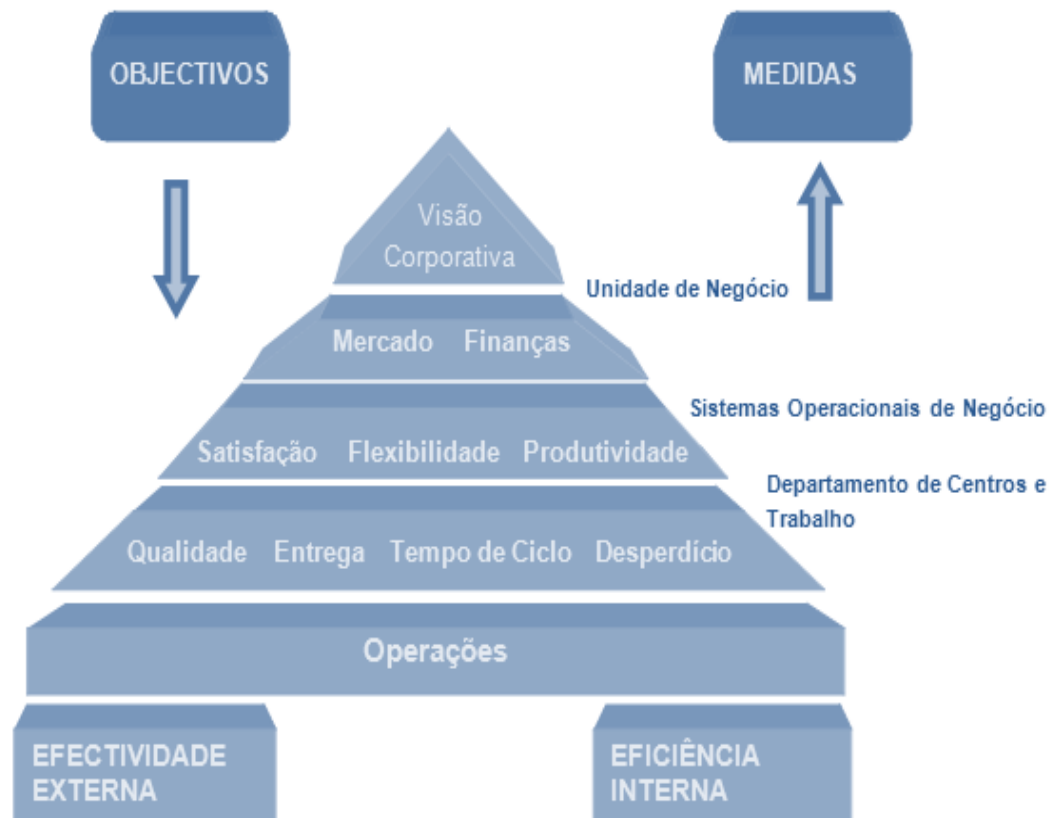 OBJECTIVOS
MEDIDAS
Visão
Corporativa
Unidade de Negócio
Mercado Finanças
Sistemas Operacionais de Negócio
Satisfação Flexibilidade Produtividade
Departamento de Centros e
Trabalho
Qualidade Entrega Tempo de Ciclo Desperdício
Operações
EFECTIVIDADE
EXTERNA
EFICIÊNCIA
INTERNA